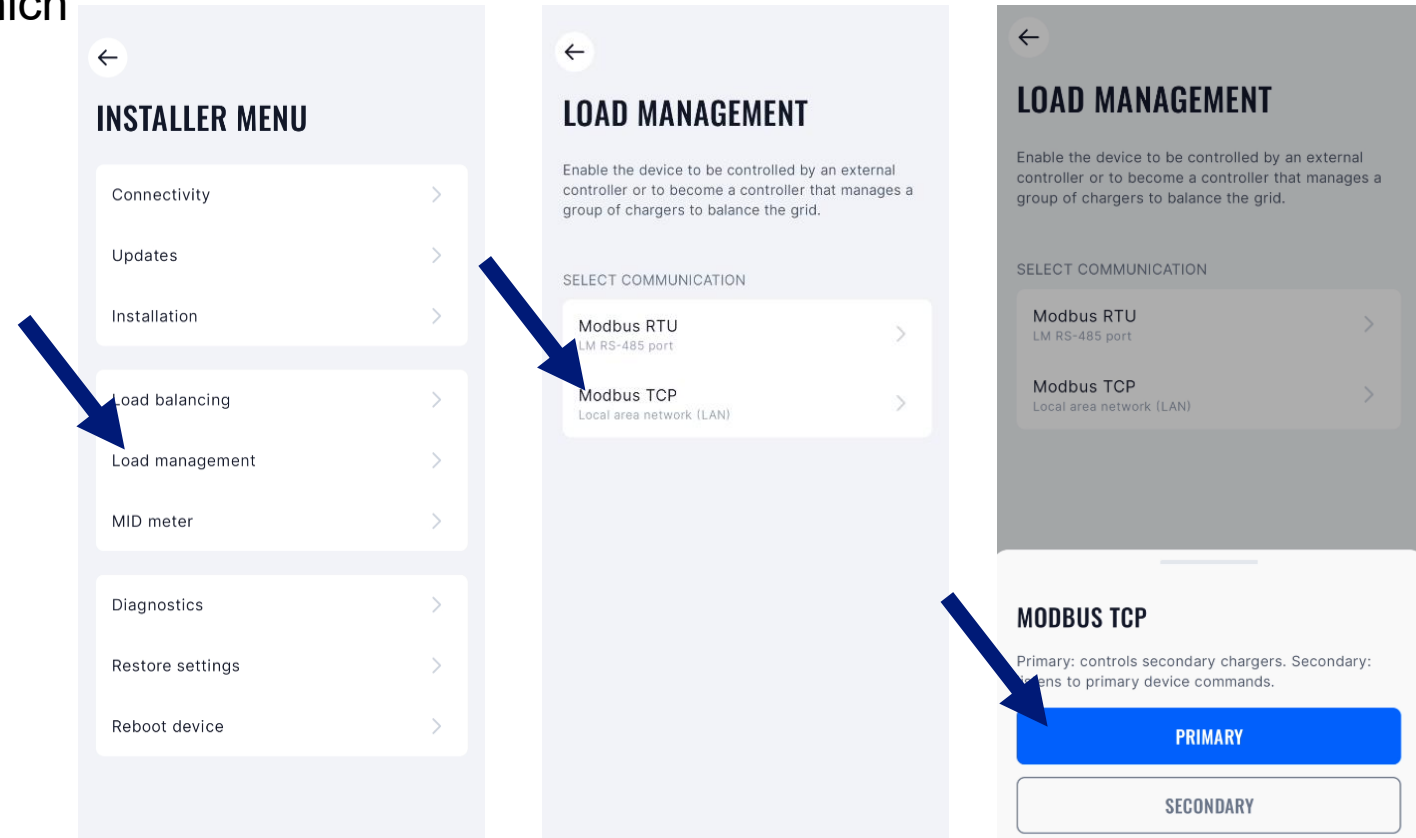 INSTALLER MENU
Connectivity
Updates
Installation
Load balancing
Load management
MID meter
Diagnostics
Restore settings
Reboot device
LOAD MANAGEMENT
Enable the device to be controlled by an external
controller or to become a controller that manages a
group of chargers to balance the grid.
SELECT COMMUNICATION
Modbus RTU
LM RS-485 port
Modbus TCP
Local area network (LAN)
LOAD MANAGEMENT
Enable the device to be controlled by an external
controller or to become a controller that manages a
group of chargers to balance the grid.
SELECT COMMUNICATION
Modbus RTU
LM RS-485 port
Modbus TCP
Local area network (LAN)
MODBUS TCP
Primary: controls secondary chargers. Secondary:
listens to primary device commands.
PRIMARY
SECONDARY